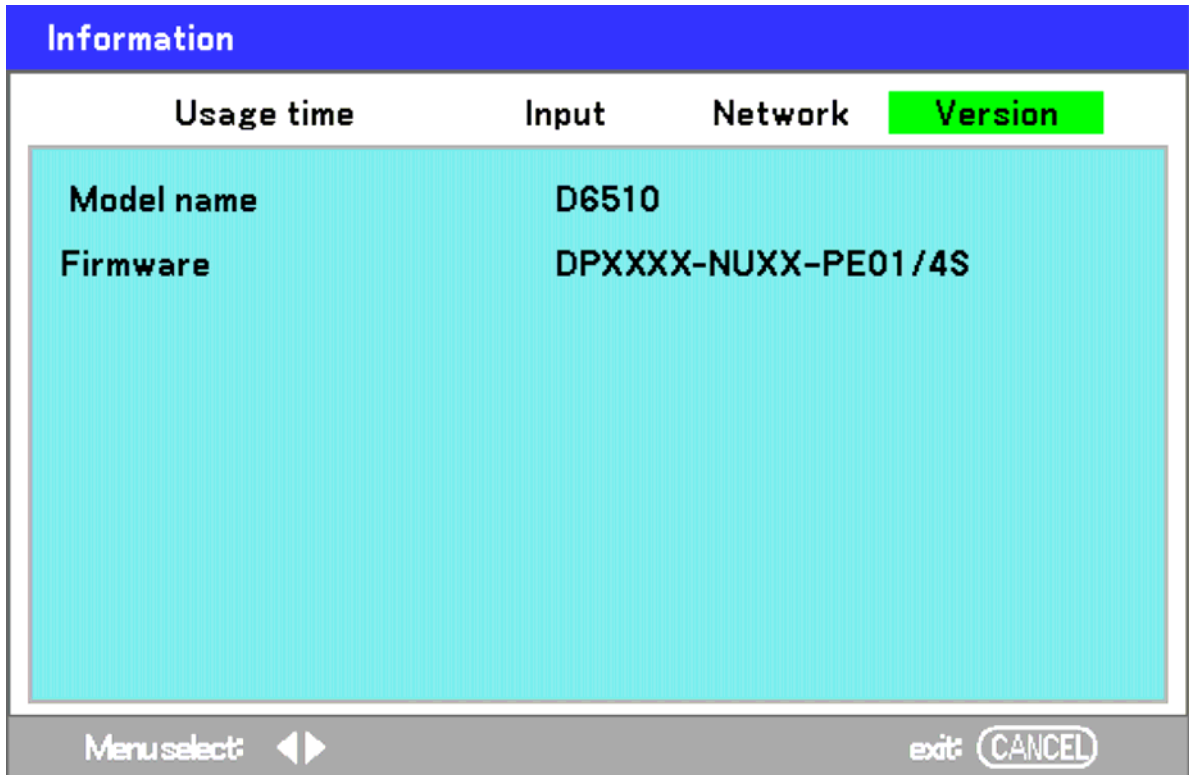 Information
Usage time Input Network Version
Model name D6510
Firmware DPXXXX-NUXX-PE01/4S
Menu select: exit: CANCEL